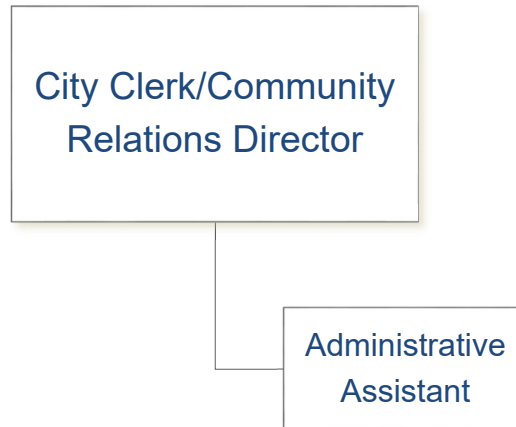 City Clerk/Community
Relations Director
Administrative
Assistant